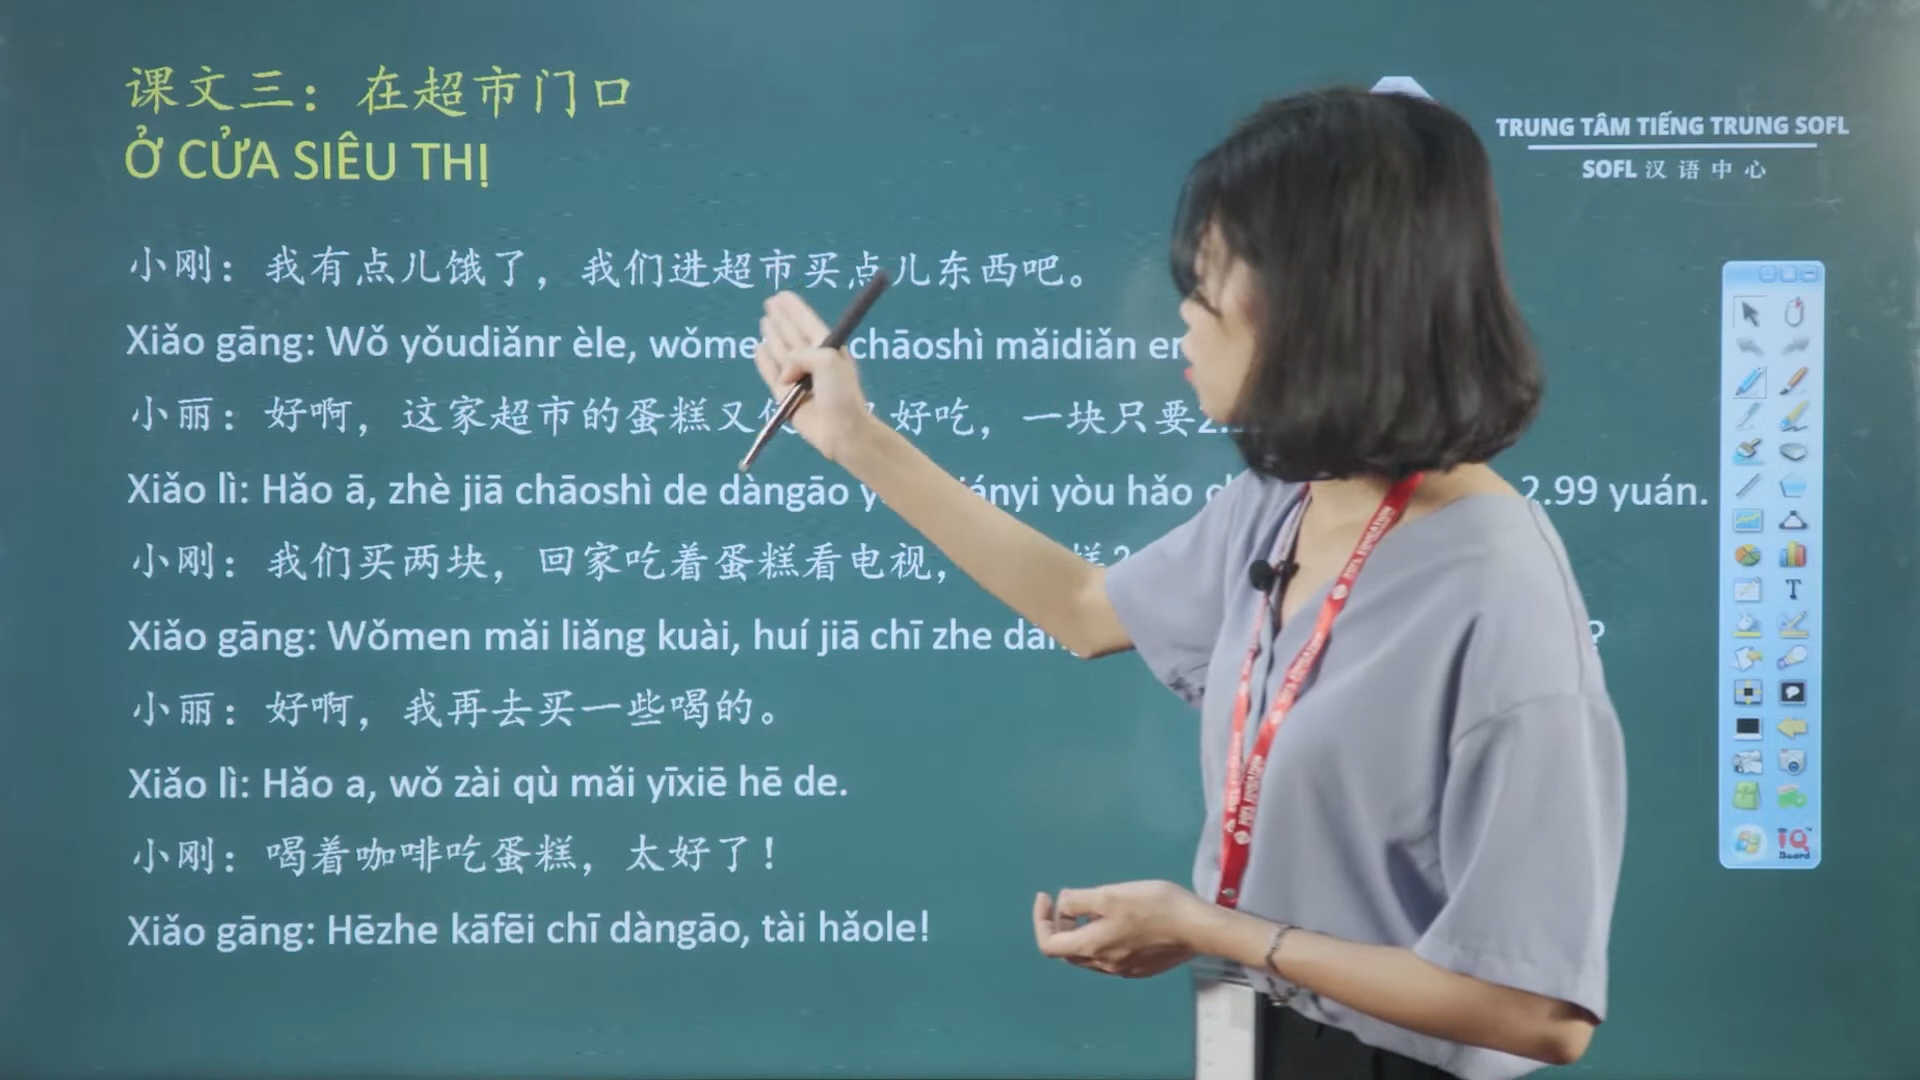 课文三：在超市门口
Ở CỬA SIÊU THỊ
TRUNG TÂM TIẾNG TRUNG SOFL
SOFL 汉语中心
小刚：我有点儿饿了，我们进超市买点儿东西吧。
Xiǎo gāng: Wǒ yǒudiǎnr èle, chāoshì mǎidiǎn
小丽：好啊，这家超市的蛋糕又好吃，一块只要
Xiǎo lì: Hǎo ā, zhè jiā chāoshì de dàngāo yòu hǎo 2.99 yuán.
小刚：我们买两块，回家吃着蛋糕看电视，
Xiǎo gāng: Wǒmen mǎi liǎng kuài, huí jiā chī zhe
小丽：好啊，我再去买一些喝的。
Xiǎo lì: Hǎo a, wǒ zài qù mǎi yīxiē hē de.
小刚：喝着咖啡吃蛋糕，太好了！
Xiǎo gāng: Hēzhe kāfēi chī dàngāo, tài hǎole!
T
iQ
Board